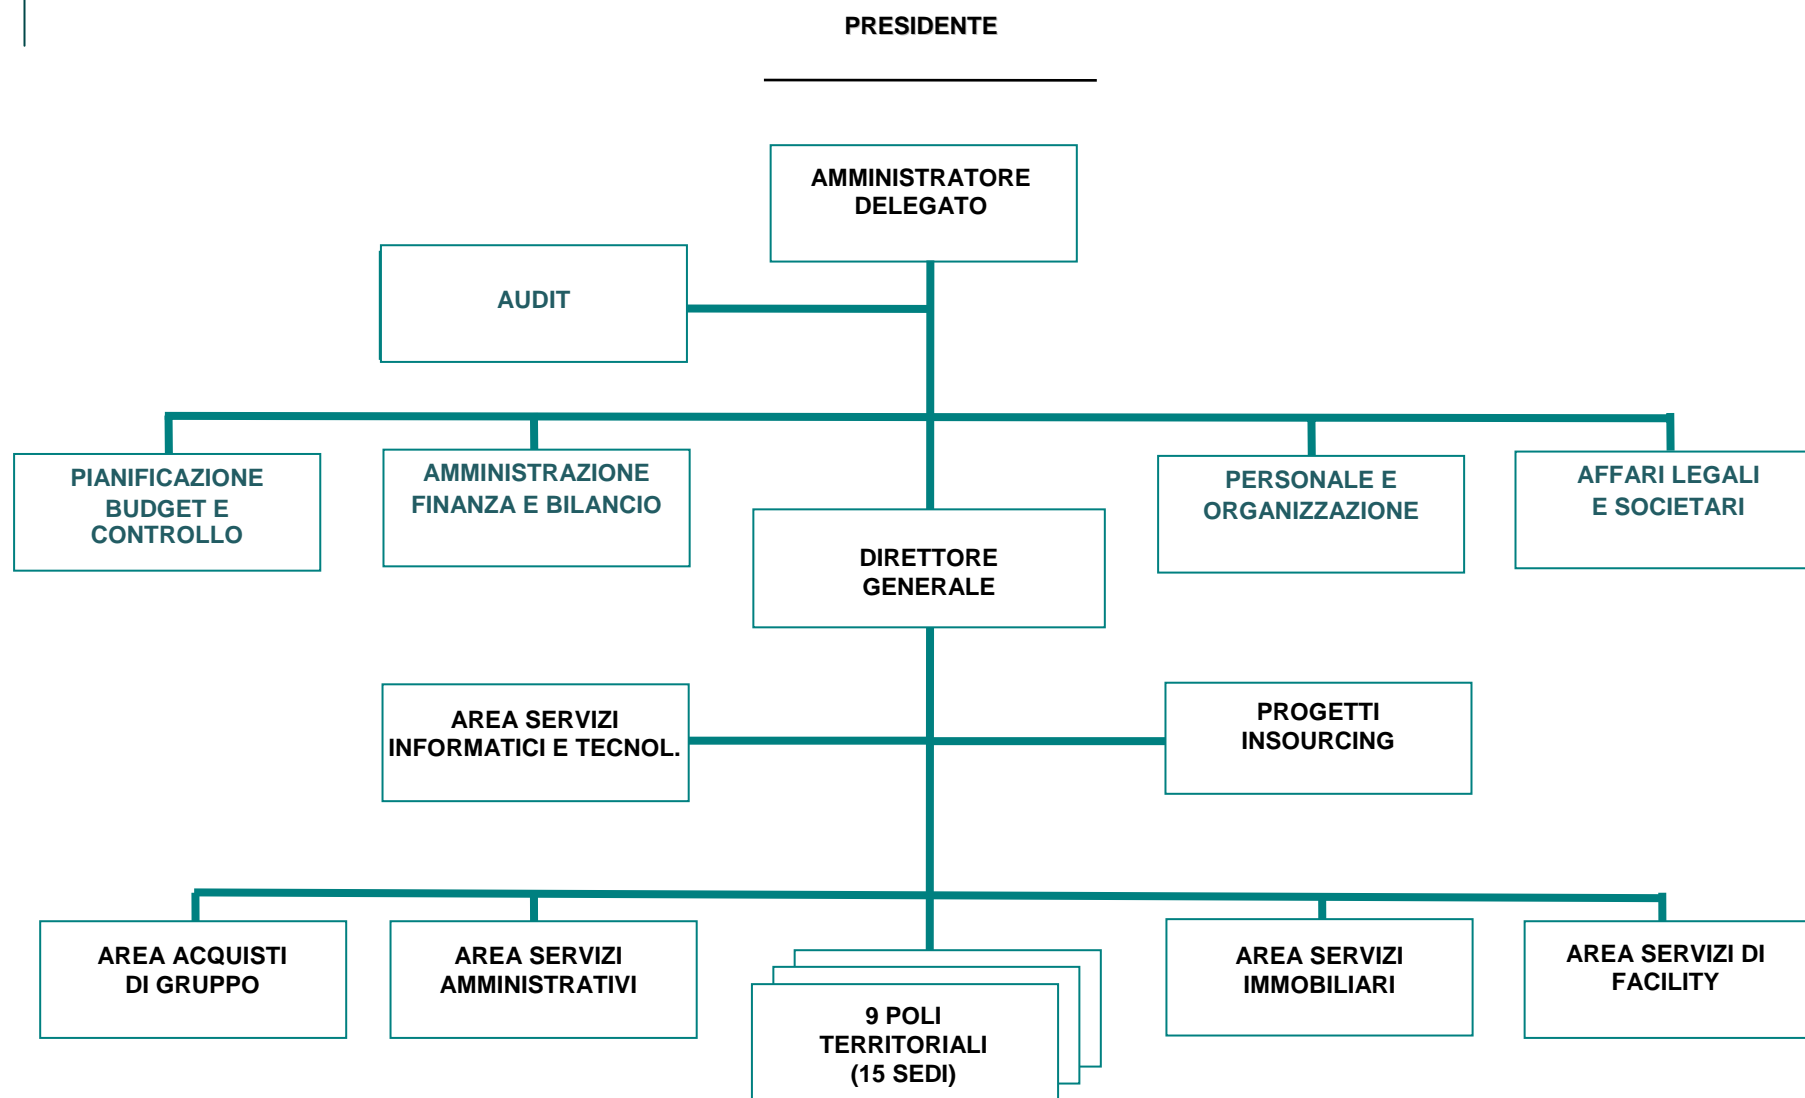 PRESIDENTE
AMMINISTRATORE
DELEGATO
AUDIT
PIANIFICAZIONE
BUDGET E
CONTROLLO
AMMINISTRAZIONE
FINANZA E BILANCIO
PERSONALE E
ORGANIZZAZIONE
AFFARI LEGALI
E SOCIETARI
DIRETTORE
GENERALE
AREA SERVIZI
INFORMATICI E TECNOL.
PROGETTI
INSOURCING
AREA ACQUISTI
DI GRUPPO
AREA SERVIZI
AMMINISTRATIVI
9 POLI
TERRITORIALI
(15 SEDI)
AREA SERVIZI
IMMOBILIARI
AREA SERVIZI DI
FACILITY